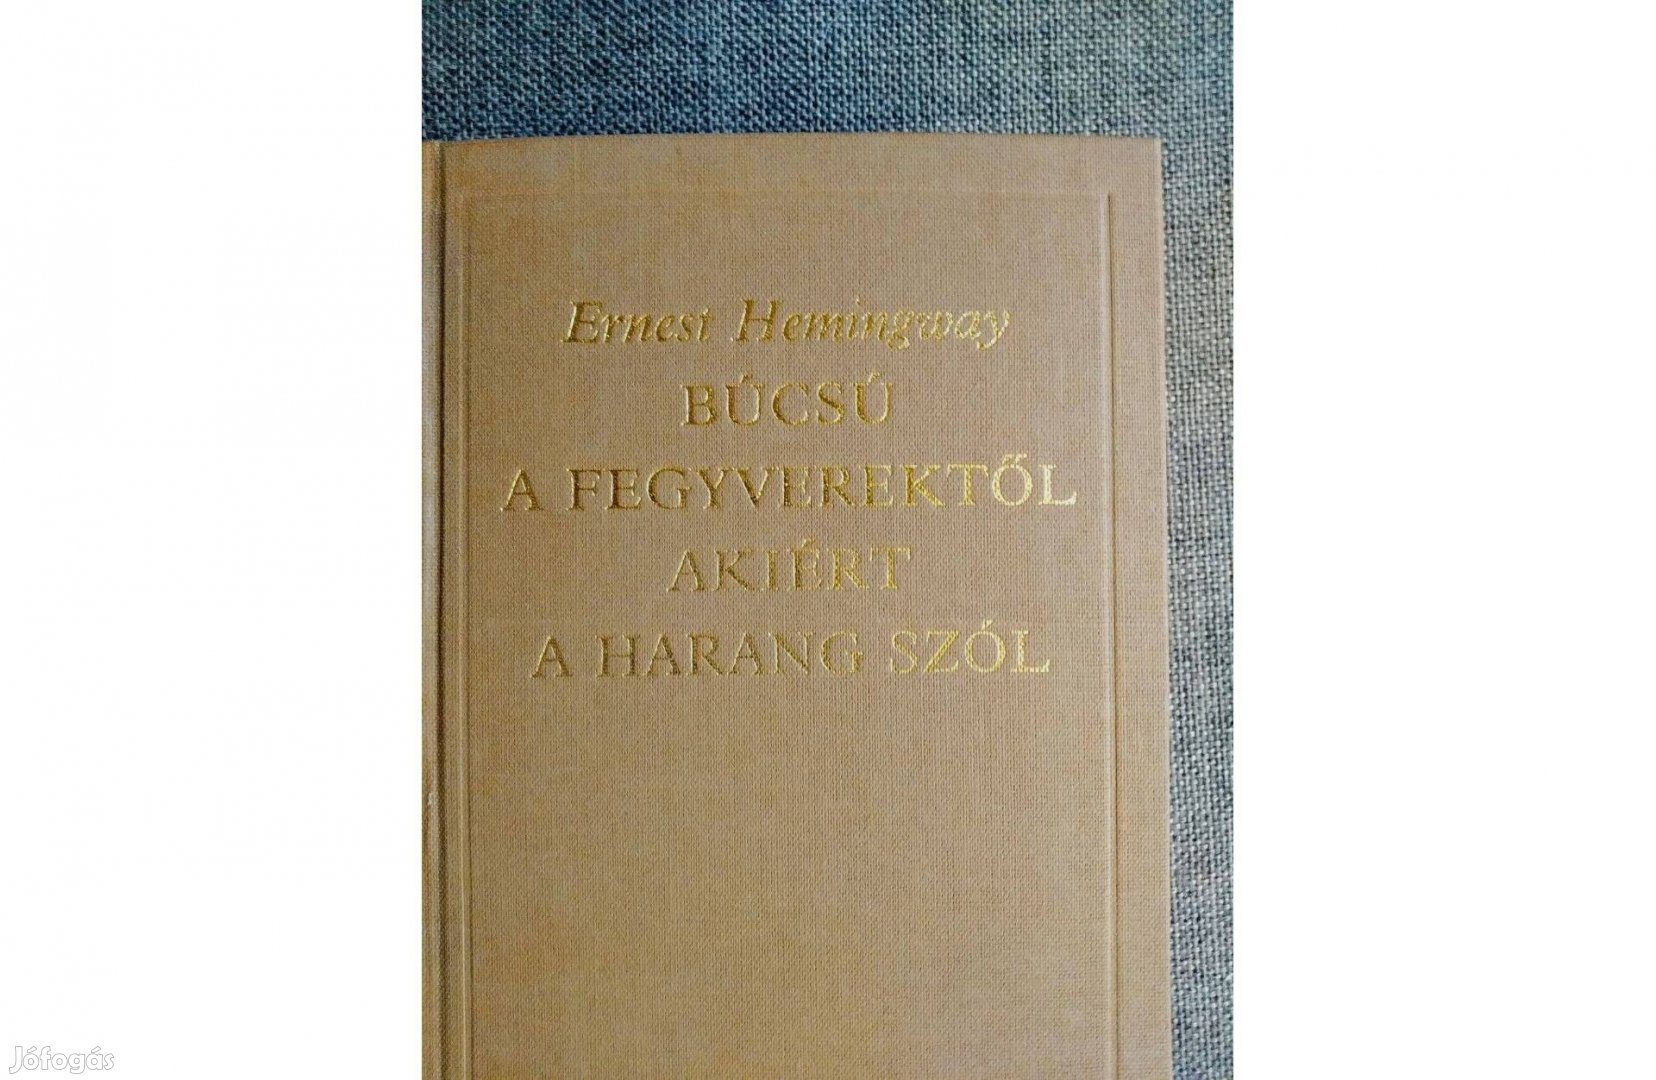 Ernest Hemingway
BÚCSÚ
A FEGYVEREKTŐL
AKIÉRT
A HARANG SZÓL
Jófogás